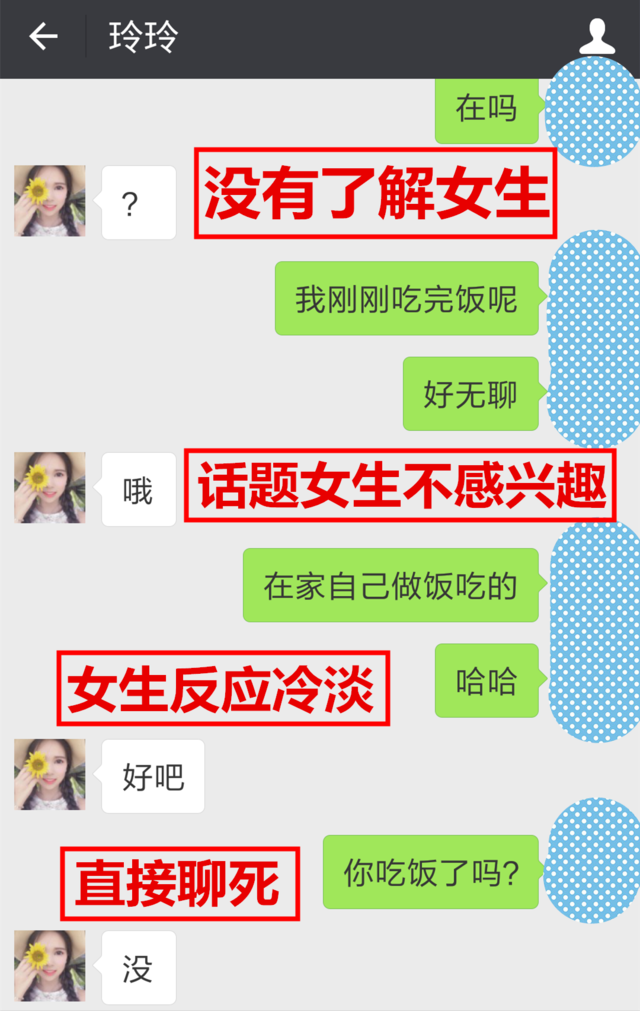 玲玲
在吗
?
没有了解女生
我刚刚吃完饭呢
好无聊
哦
话题女生不感兴趣
在家自己做饭吃的
女生反应冷淡
哈哈
好吧
你吃饭了吗?
直接聊死
没